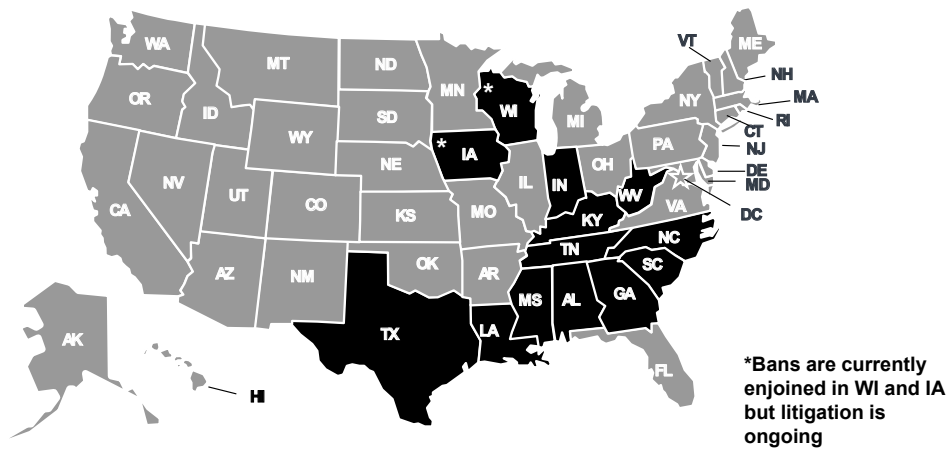 WA
MT
ND
MN
OR
ID
SD
*
WI
WY
MI
VT
ME
NH
MA
NY
RI
CT
NJ
PA
NE
*
IA
NV
UT
CO
IL
IN
OH
DE
MD
WV
VA
DC
CA
KS
MO
KY
NC
TN
SC
AZ
NM
OK
AR
MS
AL
GA
TX
LA
AK
HI
FL
*Bans are currently
enjoined in WI and IA
but litigation is
ongoing